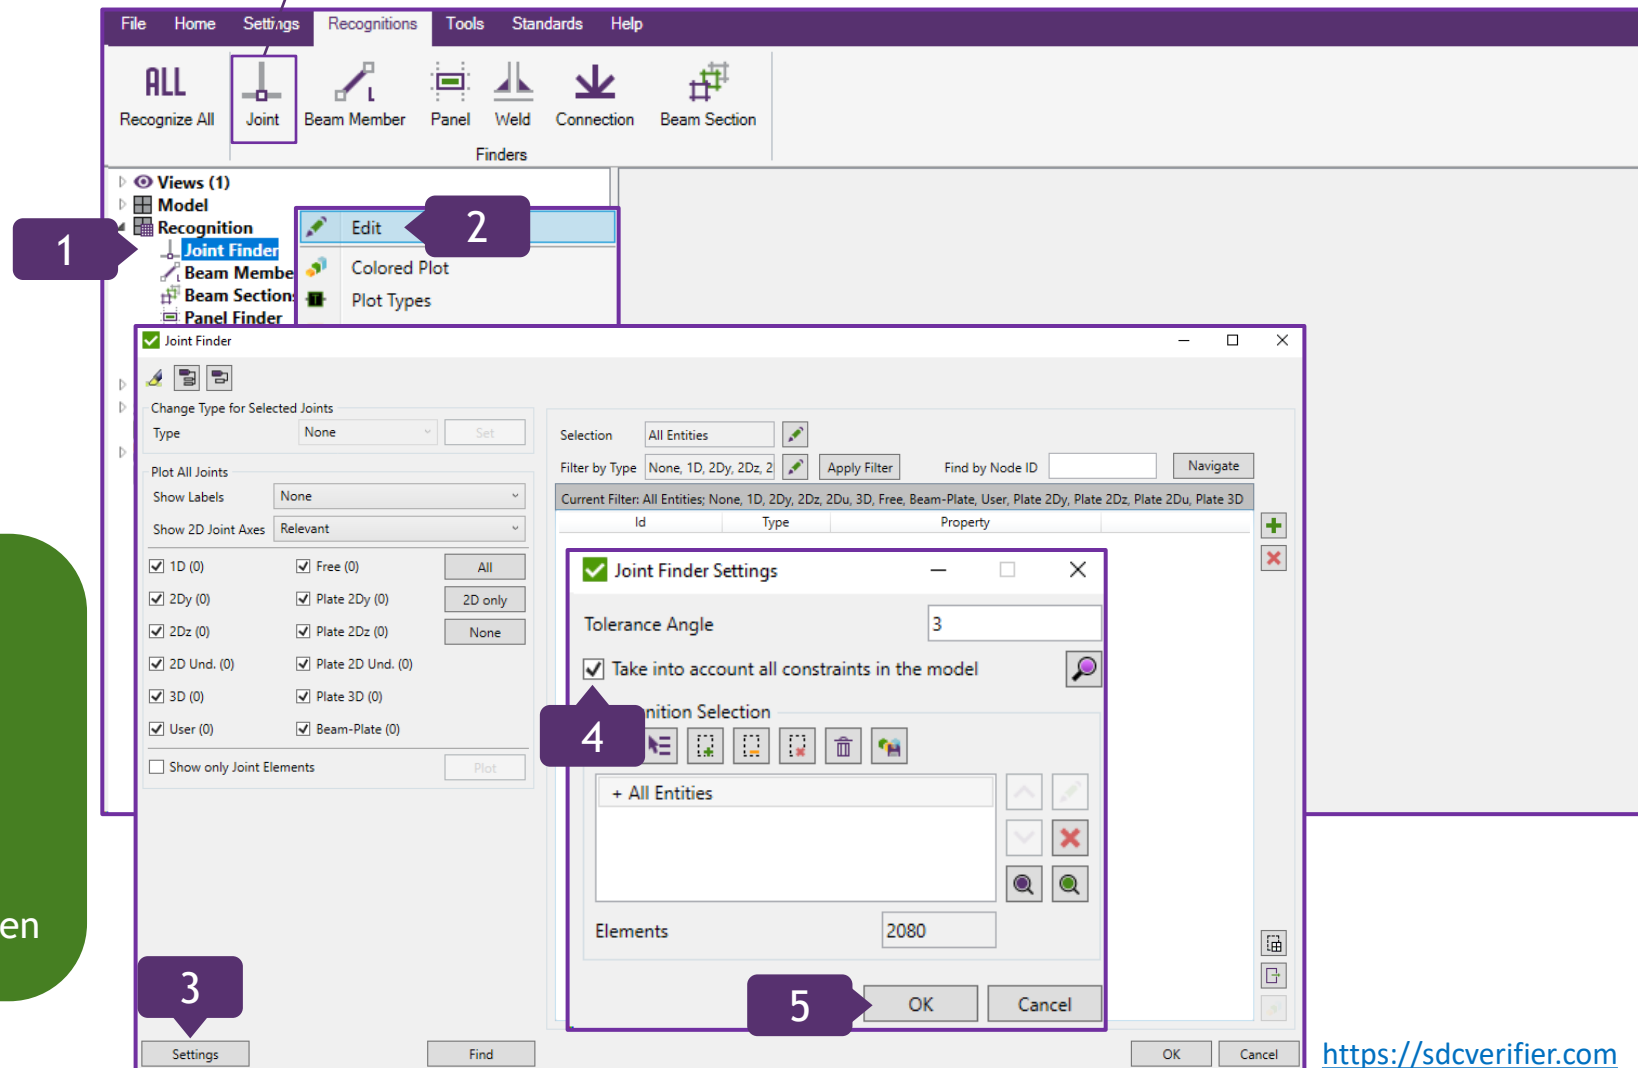 File Home Settings Recognitions Tools Standards Help
ALL
Recognize All Joint Beam Member Panel Weld Connection Beam Section
Finders
Views (1)
Model
Recognition
1
Joint Finder
Beam Membe
Beam Sections
Panel Finder
Edit
2
Colored Plot
Plot Types
Joint Finder
Change Type for Selected Joints
Type None Set
Plot All Joints
Show Labels None
Show 2D Joint Axes Relevant
1D (0) Free (0) All
2Dy (0) Plate 2Dy (0) 2D only
2Dz (0) Plate 2Dz (0) None
2D Und. (0) Plate 2D Und. (0)
3D (0) Plate 3D (0)
User (0) Beam-Plate (0)
Show only Joint Elements Plot
Selection All Entities
Filter by Type None, 1D, 2Dy, 2Dz, 2 Apply Filter Find by Node ID Navigate
Current Filter: All Entities; None, 1D, 2Dy, 2Dz, 2Du, 3D, Free, Beam-Plate, User, Plate 2Dy, Plate 2Dz, Plate 2Du, Plate 3D
Id Type Property
Joint Finder Settings
Tolerance Angle 3
Take into account all constraints in the model
4
nition Selection
+ All Entities
Elements 2080
5
OK Cancel
en
3
Settings Find OK Cancel
https://sdcverifier.com